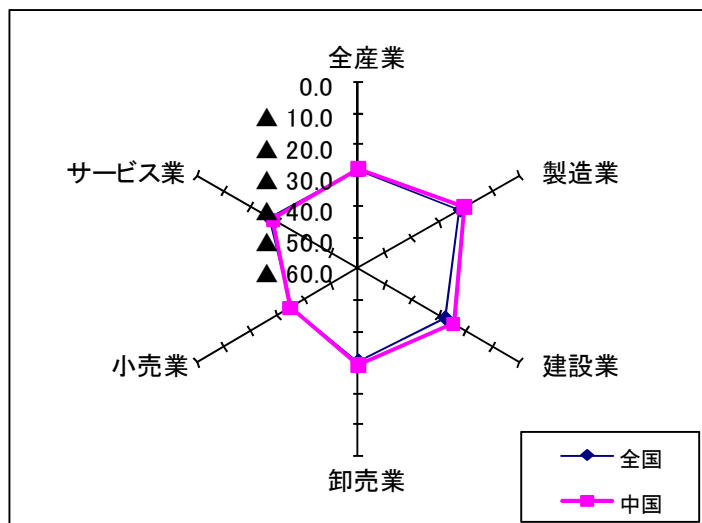 全産業
0.0
▲ 10.0
▲ 20.0
▲ 30.0
▲ 40.0
▲ 50.0
▲ 60.0
サービス業
製造業
小売業
建設業
卸売業
全国
中国